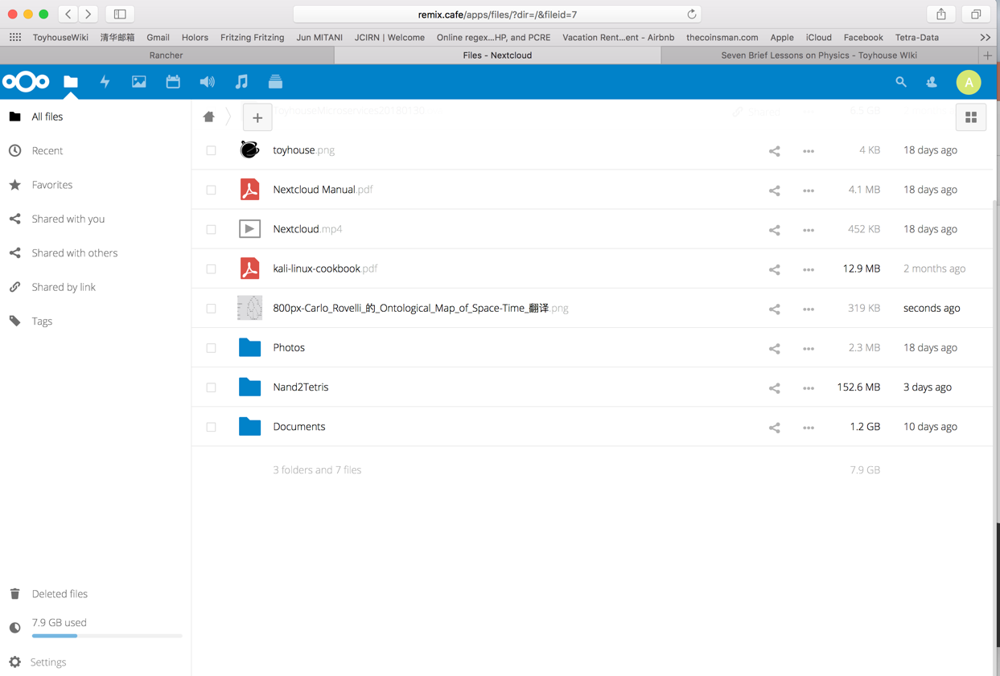 remix.cafe/apps/files/?dir=/&fileid=7
ToyhouseWiki 清华邮箱 Gmail Holors Fritzing Fritzing Jun MITANI JCIRN | Welcome Online regex...HP, and PCRE Vacation Rent...ent - Airbnb thecoinsman.com Apple iCloud Facebook Tetra-Data
Rancher Files - Nextcloud Seven Brief Lessons on Physics - Toyhouse Wiki
A
All files
ToyhouseMicroservices20180130 Shared 6.5 GB
Recent
toyhouse.png 4 KB 18 days ago
Favorites
Nextcloud Manual.pdf 4.1 MB 18 days ago
Shared with you
Nextcloud.mp4 452 KB 18 days ago
Shared with others
kali-linux-cookbook.pdf 12.9 MB 2 months ago
Shared by link
800px-Carlo_Rovelli_的_Ontological_Map_of_Space-Time_翻译.png 319 KB seconds ago
Tags
Photos 2.3 MB 18 days ago
Nand2Tetris 152.6 MB 3 days ago
Documents 1.2 GB 10 days ago
3 folders and 7 files 7.9 GB
Deleted files
7.9 GB used
Settings